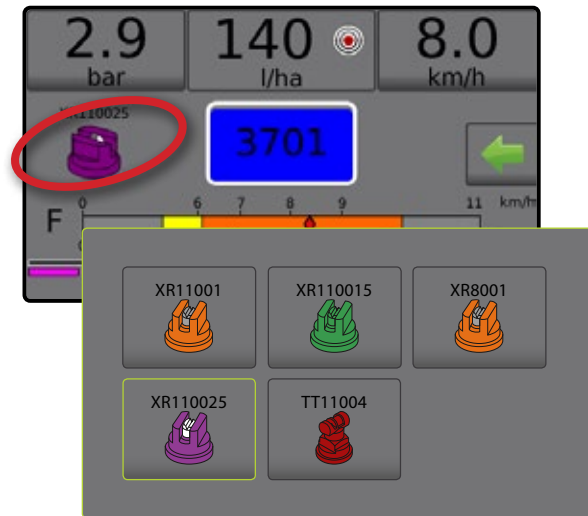 2.9 140 8.0
bar l/ha km/h
XR110025
3701
0 6 7 8 9 11 km/h
F
XR11001 XR110015 XR8001
XR110025 TT11004